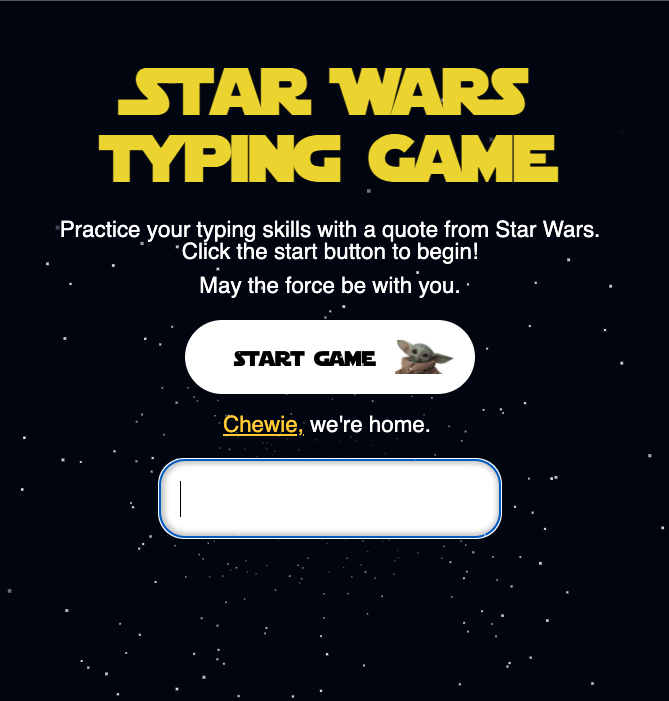 STAR WARS
TYPING GAME
Practice your typing skills with a quote from Star Wars.
Click the start button to begin!
May the force be with you.
START GAME
Chewie, we're home.